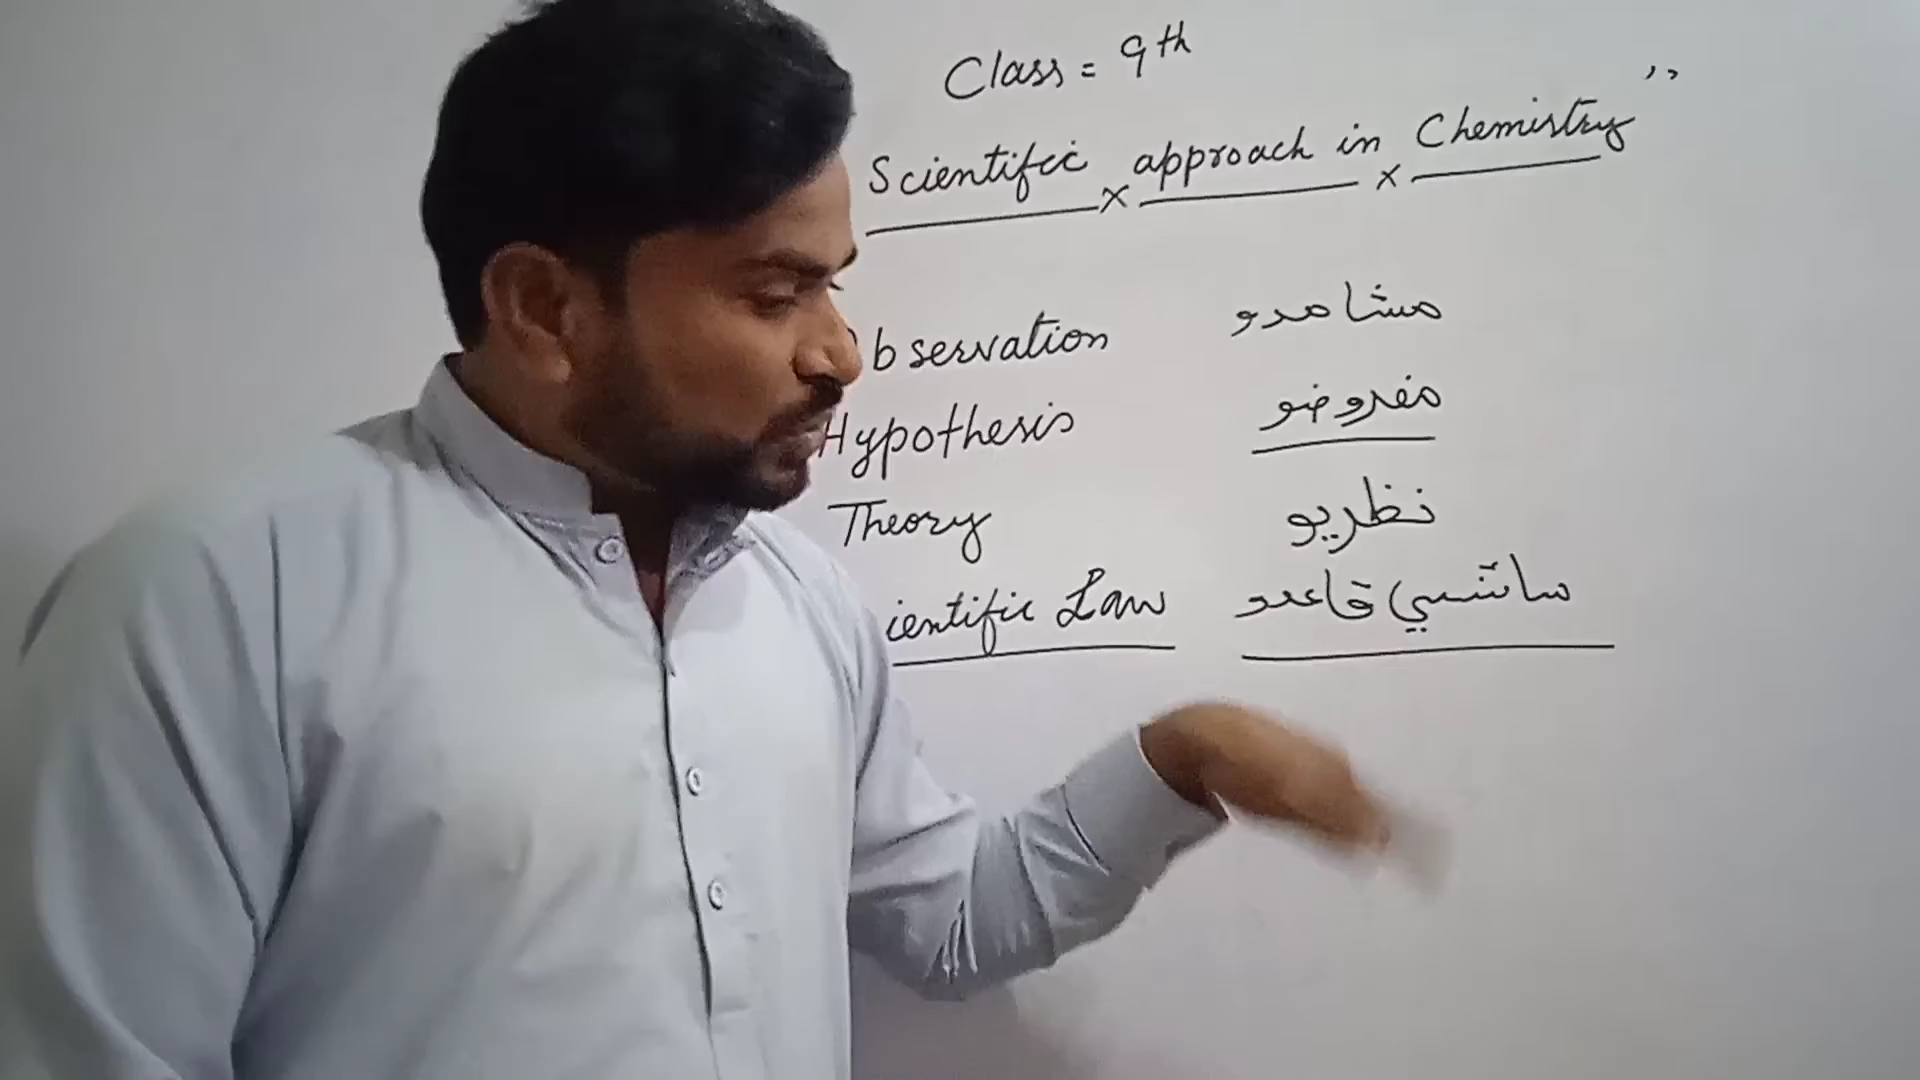 Class = 9th
Scientific approach in Chemistry"
bservation مشاهدو
Hypothesis مفروضو
Theory نظريو
ientific Law سائنسي قاعدو